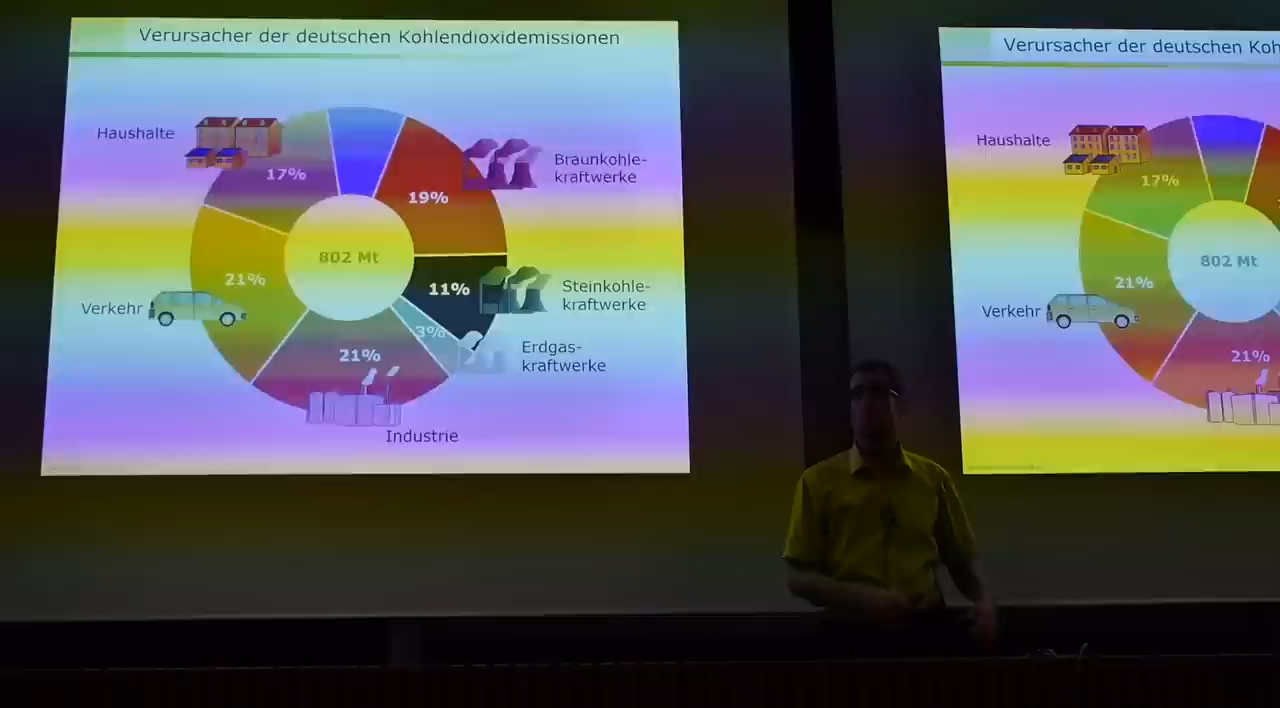 Verursacher der deutschen Kohlendioxidemissionen
Haushalte
17%
19%
Braunkohle-
kraftwerke
802 Mt
21%
Verkehr
11%
Steinkohle-
kraftwerke
3%
Erdgas-
kraftwerke
21%
Industrie
Verursacher der deutschen Koh
Haushalte
17%
802 Mt
21%
Verkehr
21%